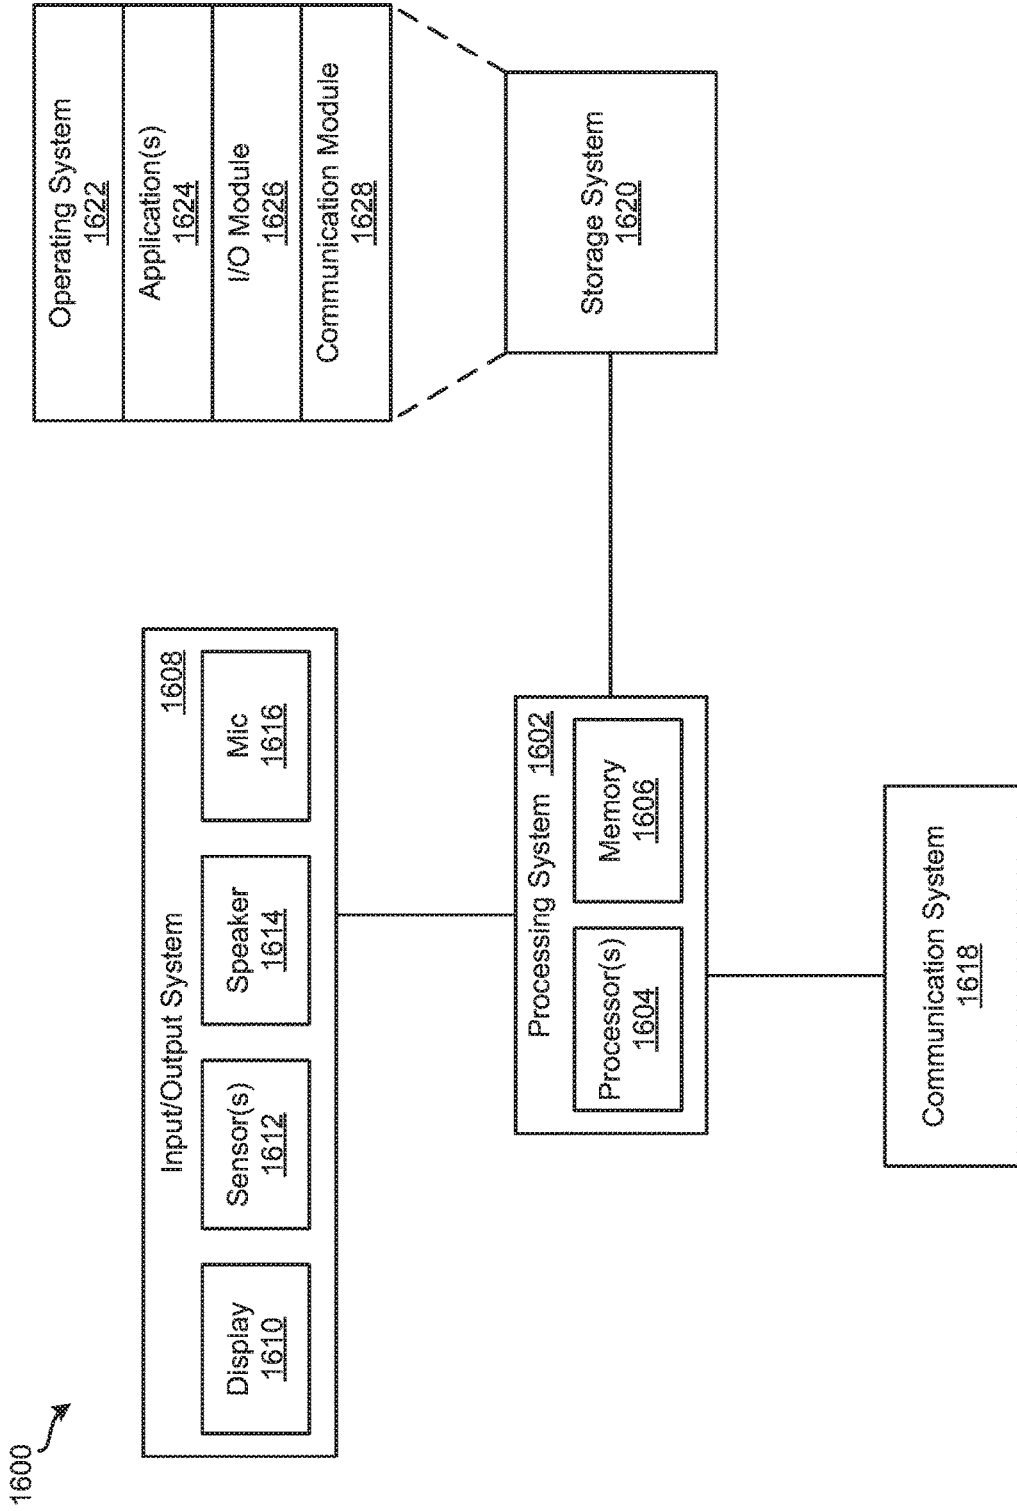 1600
Input/Output System
1608
Display
1610
Sensor(s)
1612
Speaker
1614
Mic
1616
Processing System 1602
Processor(s)
1604
Memory
1606
Communication System
1618
Operating System
1622
Application(s)
1624
I/O Module
1626
Communication Module
1628
Storage System
1620